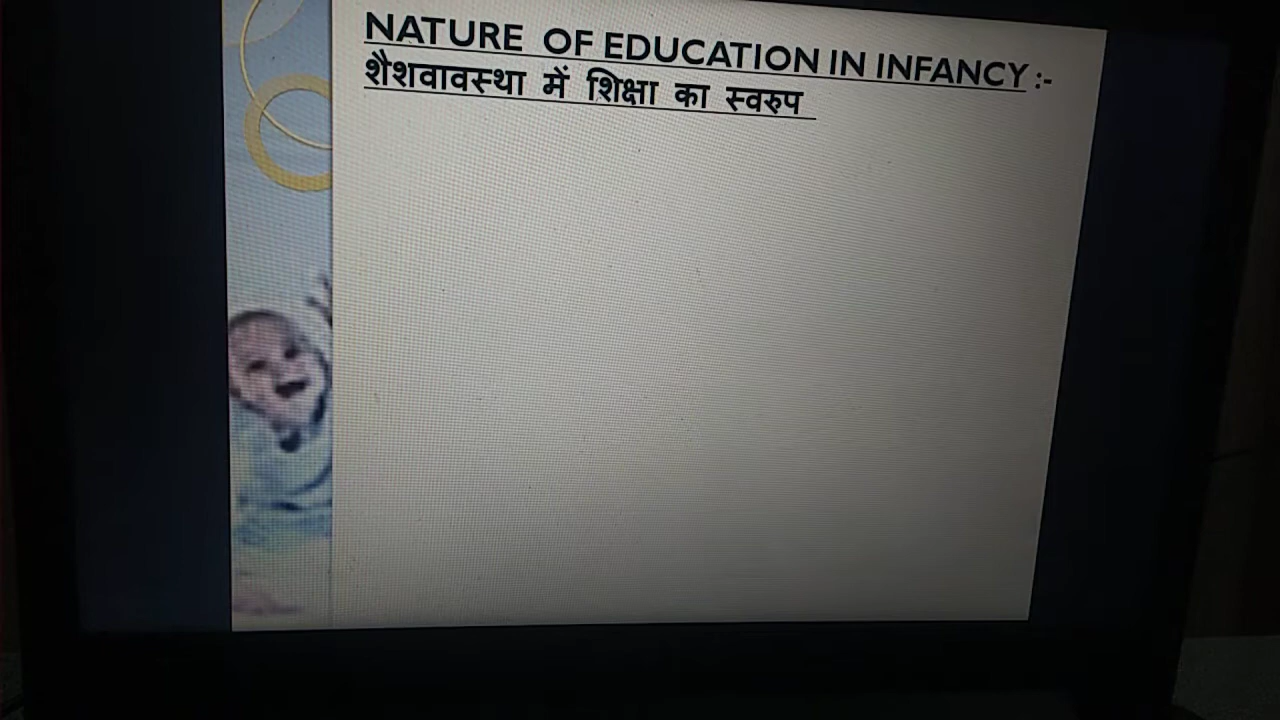 NATURE OF EDUCATION IN INFANCY :-
शैशवावस्था में शिक्षा का स्वरुप